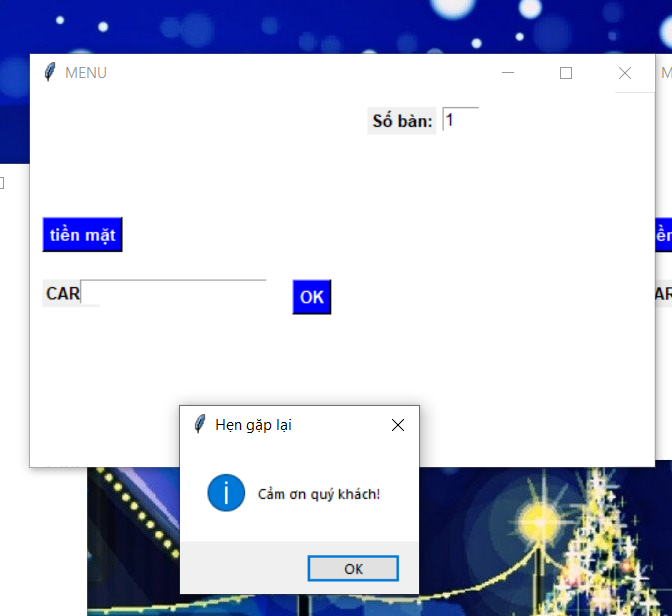 MENU
Số bàn: 1
tiền mặt
CAR
OK
Hẹn gặp lại
Cảm ơn quý khách!
OK